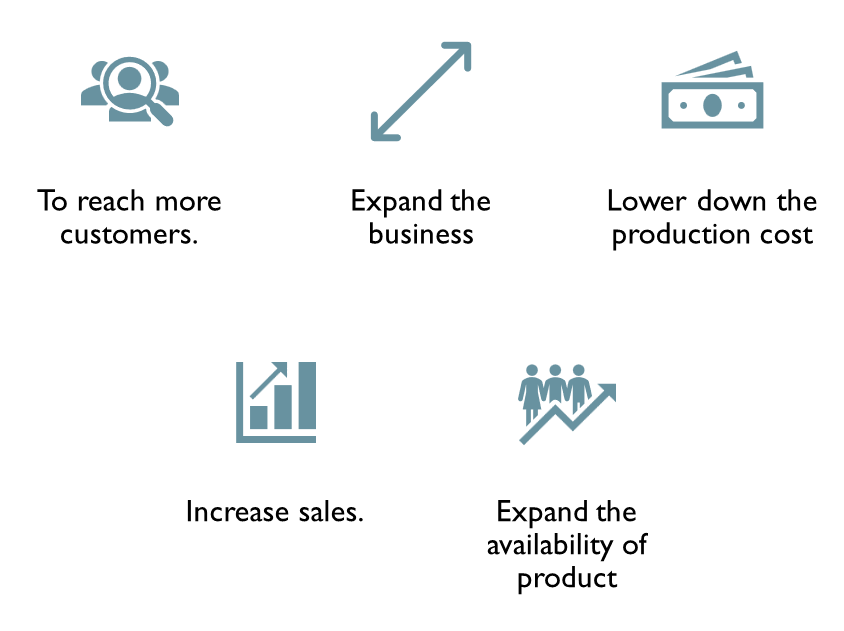 To reach more
customers.
Expand the
business
Lower down the
production cost
Increase sales.
Expand the
availability of
product